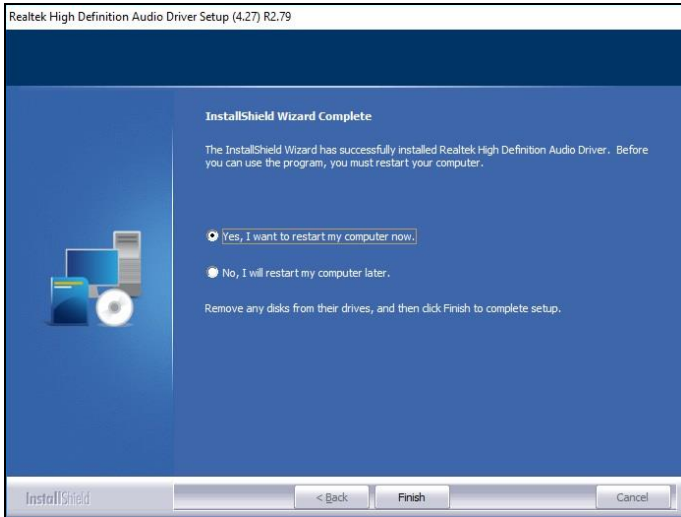 Realtek High Definition Audio Driver Setup (4.27) R2.79
InstallShield Wizard Complete
The InstallShield Wizard has successfully installed Realtek High Definition Audio Driver.  Before
you can use the program, you must restart your computer.
Yes, I want to restart my computer now.
No, I will restart my computer later.
Remove any disks from their drives, and then click Finish to complete setup.
InstallShield
< Back
Finish
Cancel